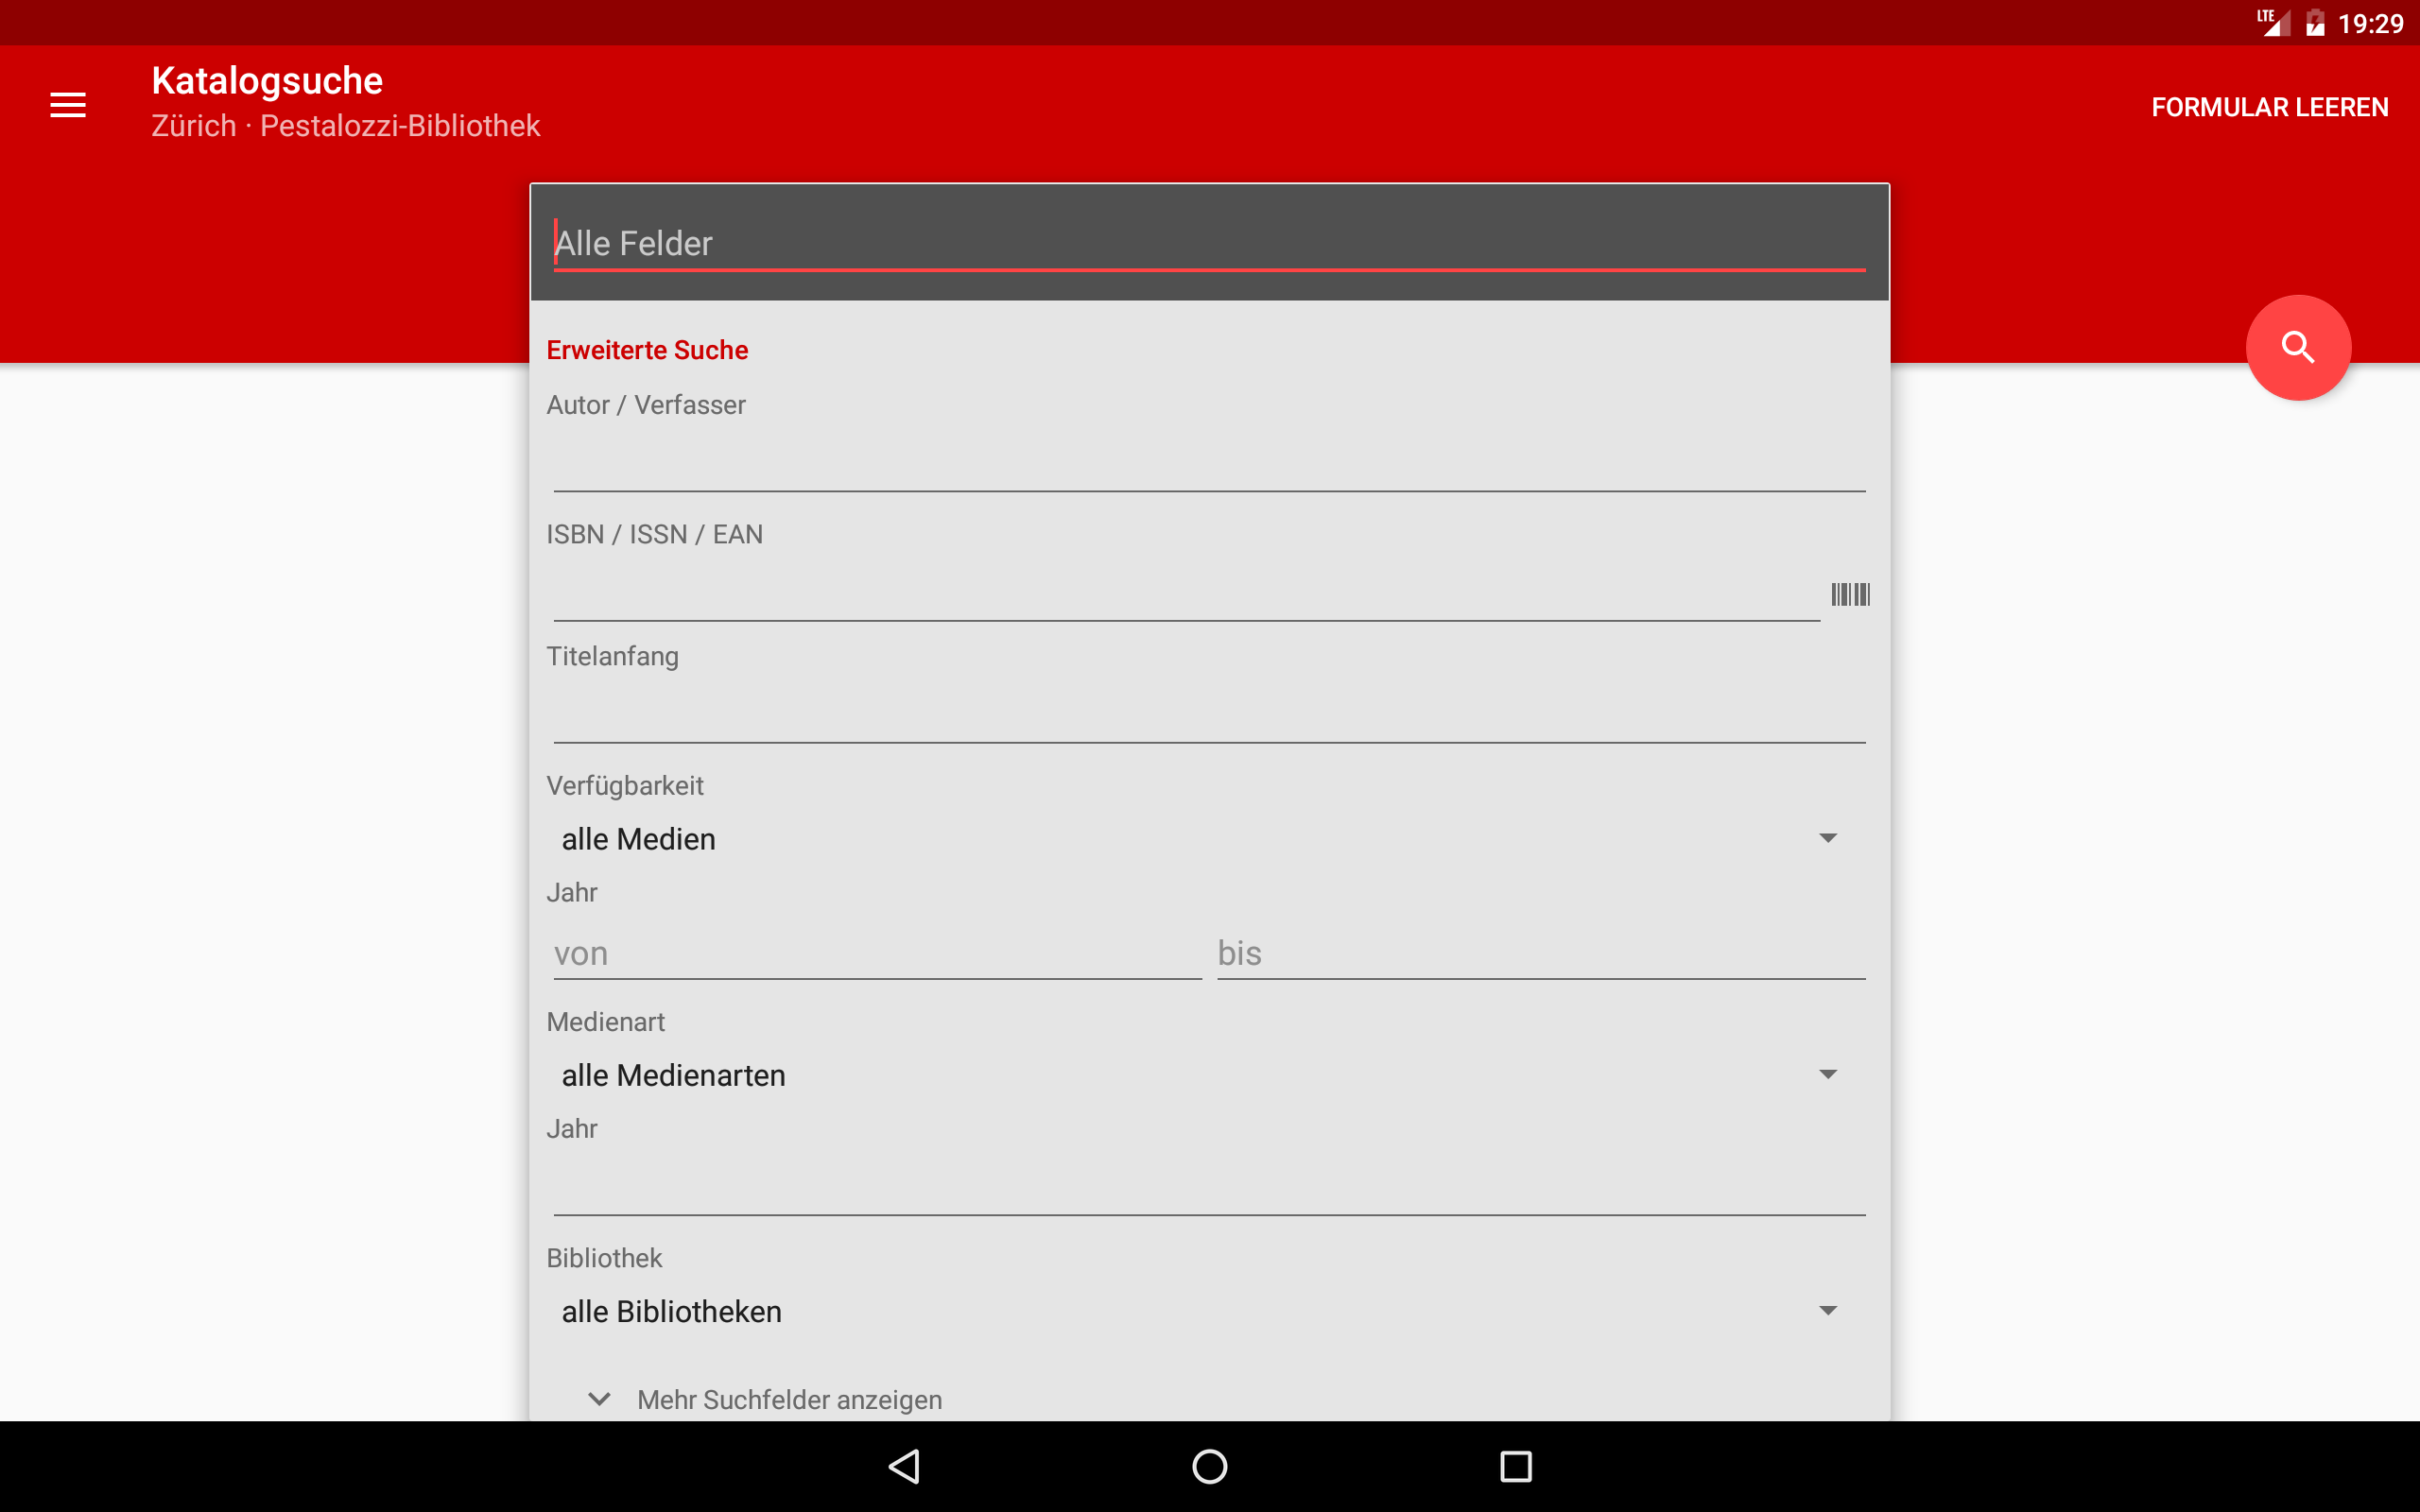 LTE 19:29
Katalogsuche
Zürich · Pestalozzi-Bibliothek
FORMULAR LEEREN
Alle Felder
Erweiterte Suche
Autor / Verfasser
ISBN / ISSN / EAN
Titelanfang
Verfügbarkeit
alle Medien
Jahr
von bis
Medienart
alle Medienarten
Jahr
Bibliothek
alle Bibliotheken
Mehr Suchfelder anzeigen